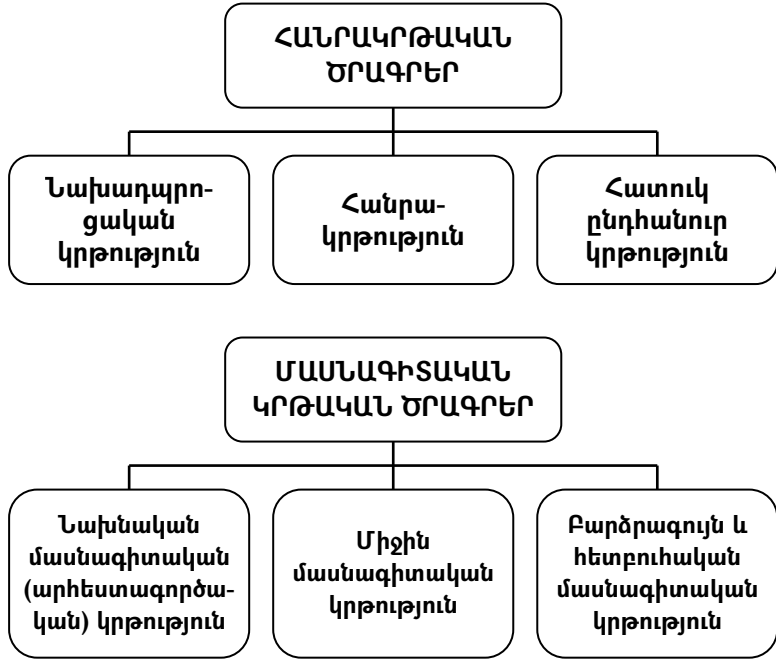 ՀԱՆՐԱԿՐԹԱԿԱՆ
ԾՐԱԳՐԵՐ
Նախադպրո-
ցական
կրթություն
Հանրա-
կրթություն
Հատուկ
ընդհանուր
կրթություն
ՄԱՍՆԱԳԻՏԱԿԱՆ
ԿՐԹԱԿԱՆ ԾՐԱԳՐԵՐ
Նախնական
մասնագիտական
(արհեստագործա-
կան) կրթություն
Միջին
մասնագիտական
կրթություն
Բարձրագույն և
հետբուհական
մասնագիտական
կրթություն